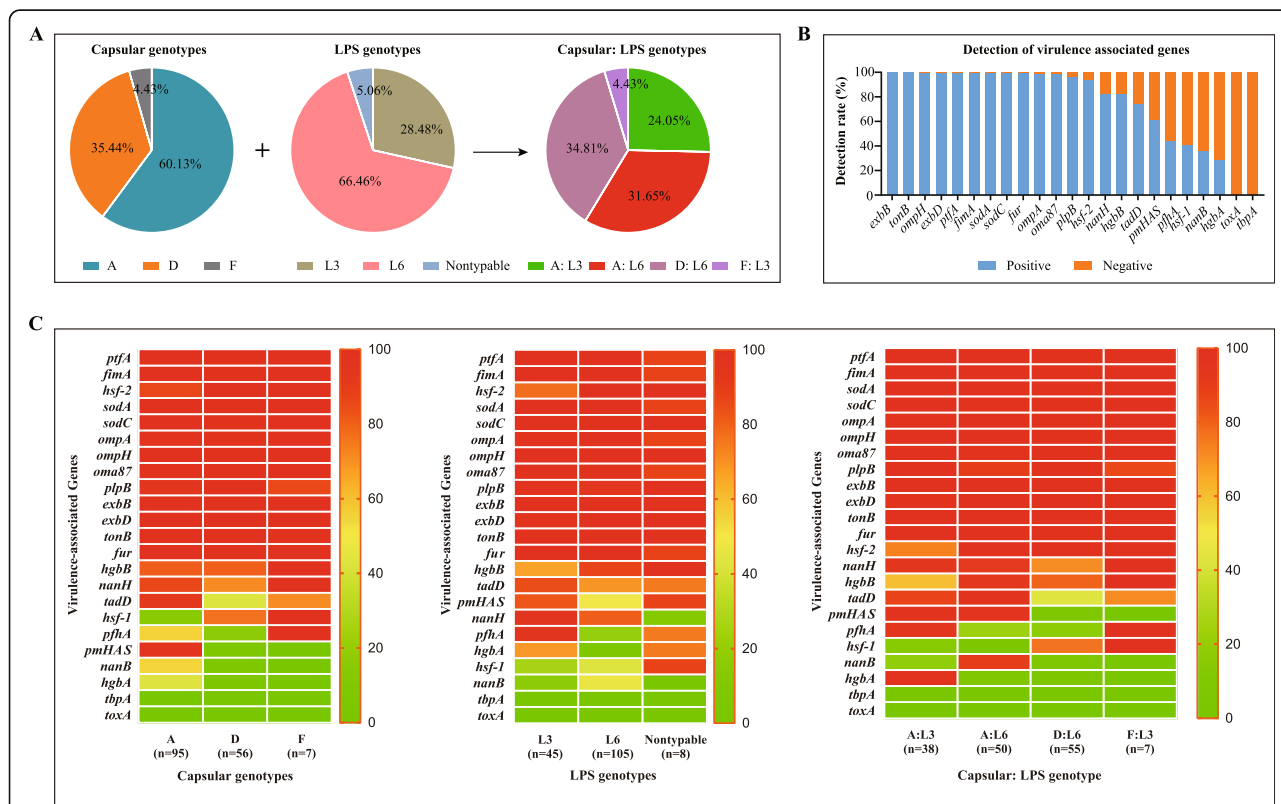 A
Capsular genotypes
LPS genotypes
Capsular: LPS genotypes
4.43%
35.44%
60.13%
+
5.06%
28.48%
66.46%
4.43%
24.05%
34.81%
31.65%
A
D
F
L3
L6
Nontypable
A: L3
A: L6
D: L6
F: L3
B
Detection of virulence associated genes
Detection rate (%)
100
80
60
40
20
0
exbB
tonB
ompH
exbD
ptfA
fimA
sodA
sodC
fur
ompA
oma87
plpB
hsf-2
nanH
hgbB
tadD
pmHAS
pfhA
hsf-1
nanB
hgbA
toxA
tbpA
Positive
Negative
C
Virulence-associated Genes
ptfA
fimA
hsf-2
sodA
sodC
ompA
ompH
oma87
plpB
exbB
exbD
tonB
fur
hgbB
nanH
tadD
hsf-1
pfhA
pmHAS
nanB
hgbA
tbpA
toxA
100
80
60
40
20
0
A
D
F
(n=95)
(n=56)
(n=7)
Capsular genotypes
Virulence-associated Genes
ptfA
fimA
hsf-2
sodA
sodC
ompA
ompH
oma87
plpB
exbB
exbD
tonB
fur
hgbB
tadD
pmHAS
nanH
pfhA
hgbA
hsf-1
nanB
tbpA
toxA
100
80
60
40
20
0
L3
L6
Nontypable
(n=45)
(n=105)
(n=8)
LPS genotypes
Virulence-associated Genes
ptfA
fimA
sodA
sodC
ompA
ompH
oma87
plpB
exbB
exbD
tonB
fur
hsf-2
nanH
hgbB
tadD
pmHAS
pfhA
hsf-1
nanB
hgbA
tbpA
toxA
100
80
60
40
20
0
A:L3
A:L6
D:L6
F:L3
(n=38)
(n=50)
(n=55)
(n=7)
Capsular: LPS genotype